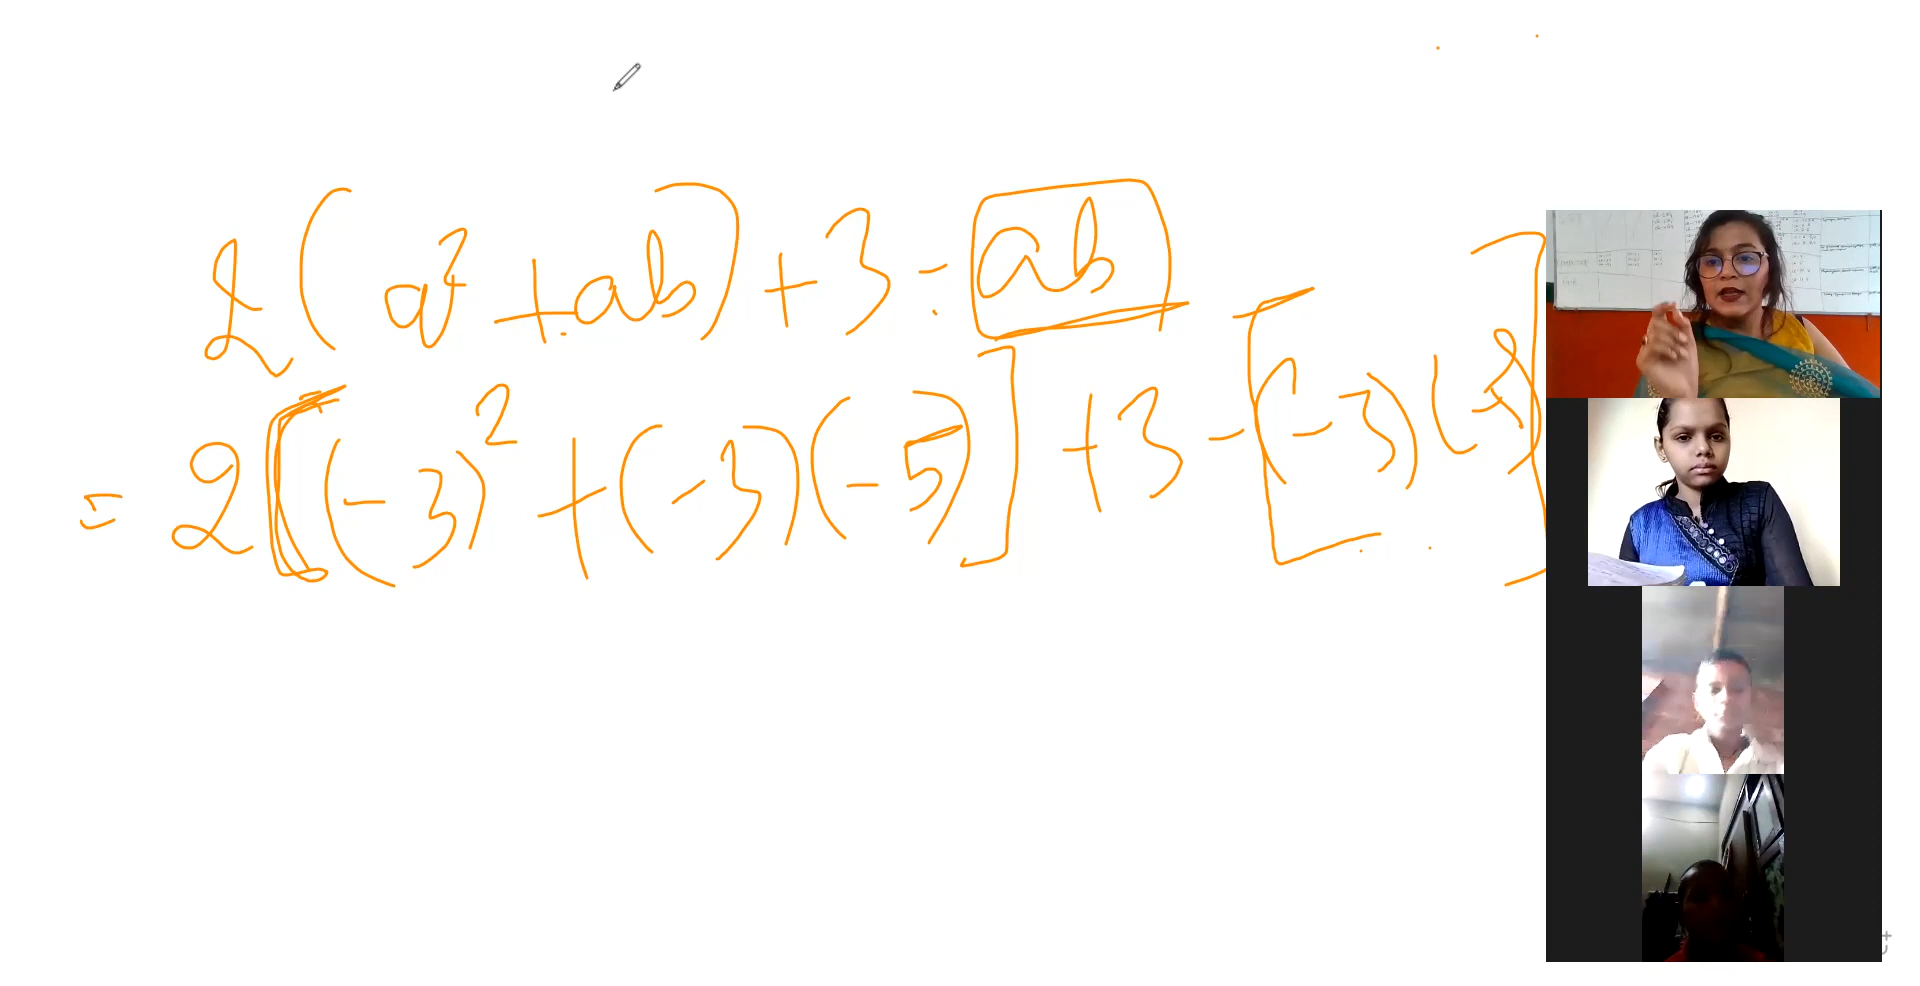 2(a² + ab) + 3 - ab
= 2[(-3)² + (-3)(-5)] + 3 - [(-3)(-5)]